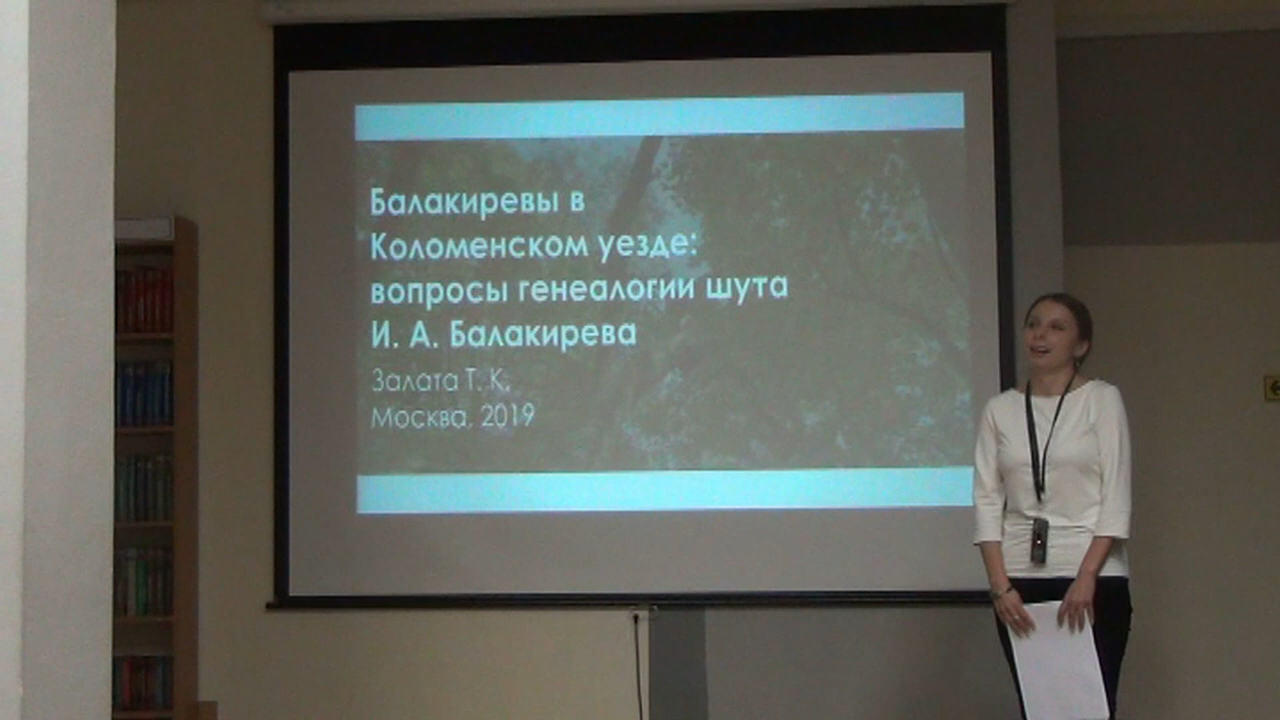 Балакиревы в
Коломенском уезде:
вопросы генеалогии шута
И. А. Балакирева
Залата Т. К.
Москва, 2019